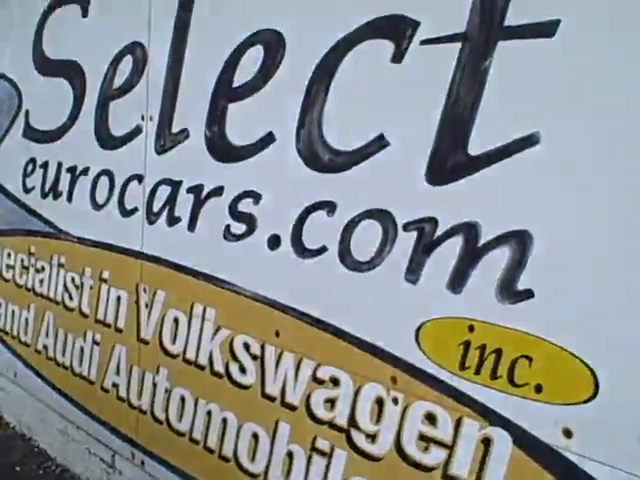 Select
eurocars.com
inc.
ecialist in Volkswagen
and Audi Automobil